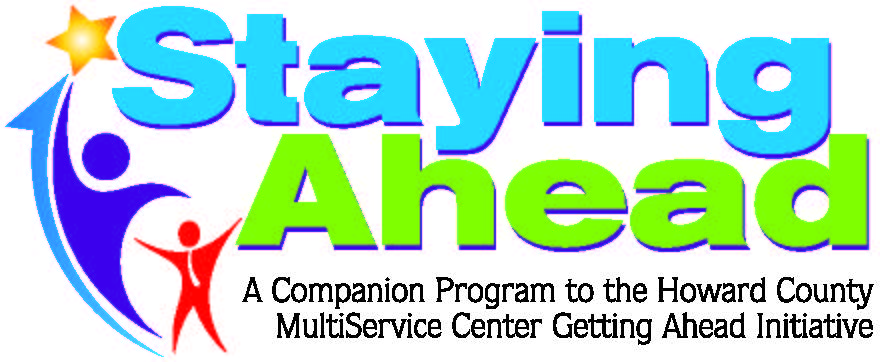 Staying
Ahead
A Companion Program to the Howard County
MultiService Center Getting Ahead Initiative